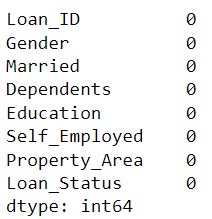 Loan_ID 0
Gender 0
Married 0
Dependents 0
Education 0
Self_Employed 0
Property_Area 0
Loan_Status 0
dtype: int64